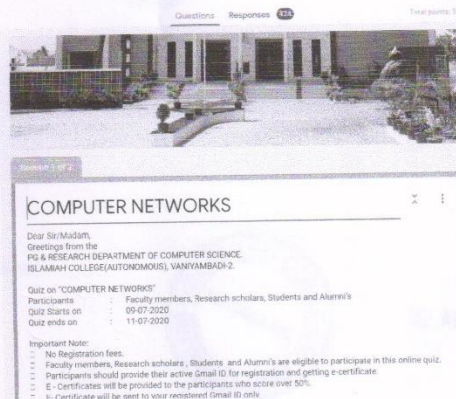 Questions Responses
Total points:
COMPUTER NETWORKS
Dear Sir/Madam,
Greetings from the
PG & RESEARCH DEPARTMENT OF COMPUTER SCIENCE.
ISLAMIAH COLLEGE(AUTONOMOUS), VANIYAMBADI-2.
Quiz on "COMPUTER NETWORKS"
Participants : Faculty members, Research scholars, Students and Alumni's
Quiz Starts on : 09-07-2020
Quiz ends on : 11-07-2020
Important Note:
No Registration fees.
Faculty members, Research scholars , Students and Alumni's are eligible to participate in this online quiz.
Participants should provide their active Gmail ID for registration and getting e-certificate.
E - Certificates will be provided to the participants who score over 50%.
E- Certificate will be sent to your registered Gmail ID only.